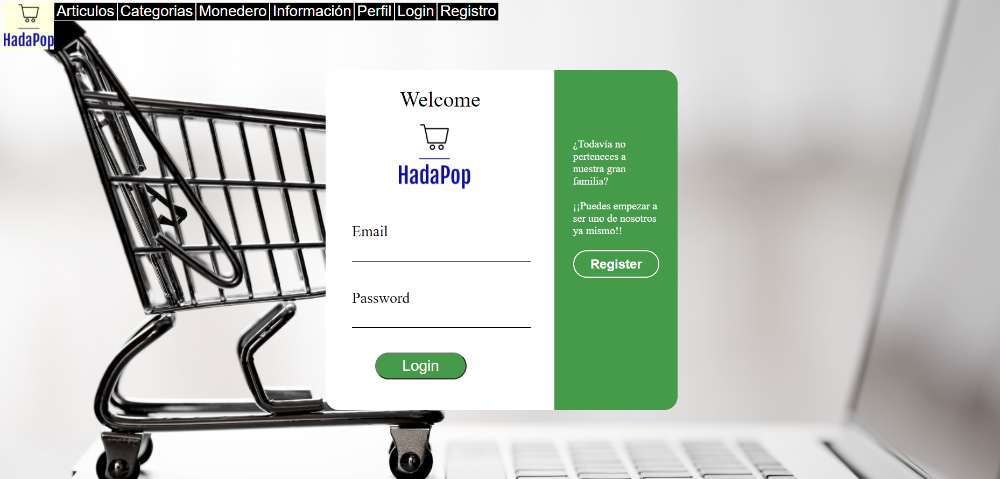 HadaPop
Articulos Categorias Monedero Información Perfil Login Registro
Welcome
HadaPop
Email
Password
Login
¿Todavía no
perteneces a
nuestra gran
familia?
¡¡Puedes empezar a
ser uno de nosotros
ya mismo!!
Register